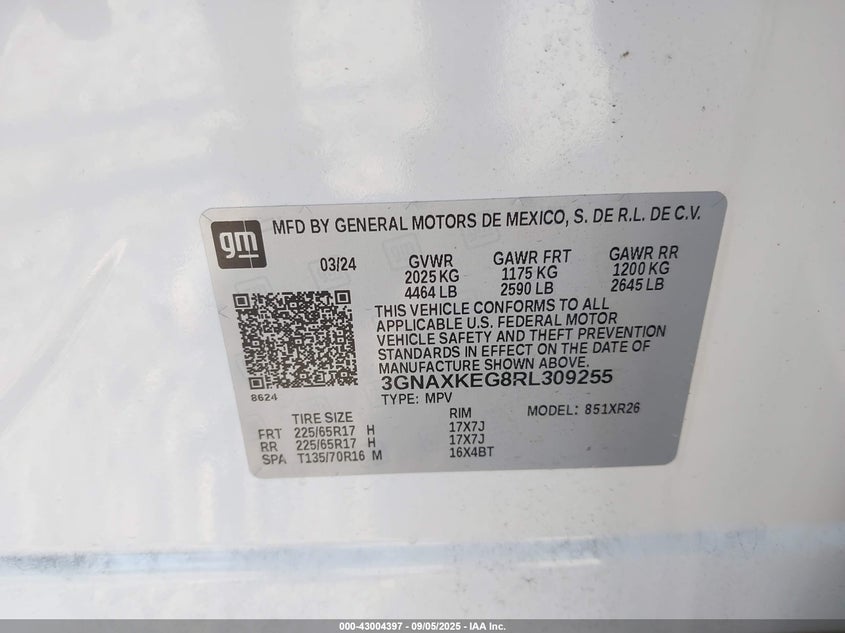 gm
MFD BY GENERAL MOTORS DE MEXICO, S. DE R.L. DE C.V.
03/24 GVWR GAWR FRT GAWR RR
2025 KG 1175 KG 1200 KG
4464 LB 2590 LB 2645 LB
THIS VEHICLE CONFORMS TO ALL
APPLICABLE U.S. FEDERAL MOTOR
VEHICLE SAFETY AND THEFT PREVENTION
STANDARDS IN EFFECT ON THE DATE OF
MANUFACTURE SHOWN ABOVE.
3GNAXKEG8RL309255
8624
TYPE: MPV MODEL: 851XR26
TIRE SIZE RIM
FRT 225/65R17 H 17X7J
RR 225/65R17 H 17X7J
SPA T135/70R16 M 16X4BT
000-43004397 - 09/05/2025 - IAA Inc.